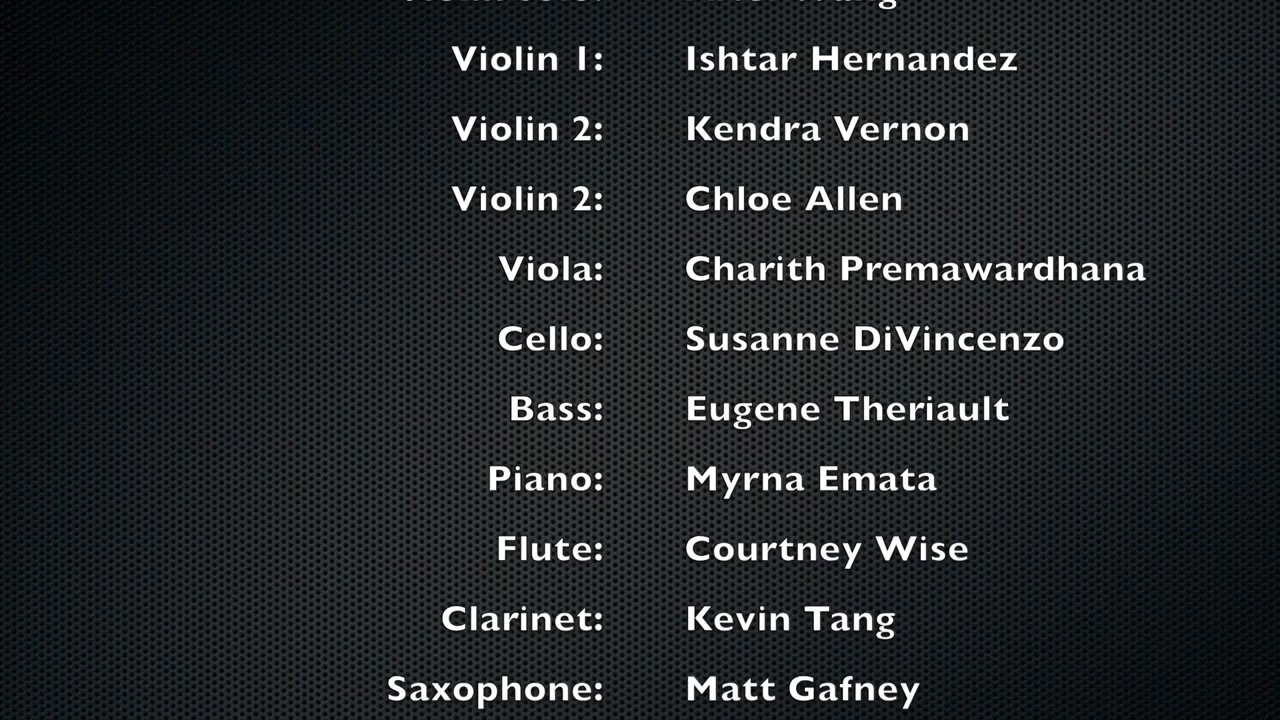 Violin 1: Ishtar Hernandez
Violin 2: Kendra Vernon
Violin 2: Chloe Allen
Viola: Charith Premawardhana
Cello: Susanne DiVincenzo
Bass: Eugene Theriault
Piano: Myrna Emata
Flute: Courtney Wise
Clarinet: Kevin Tang
Saxophone: Matt Gafney